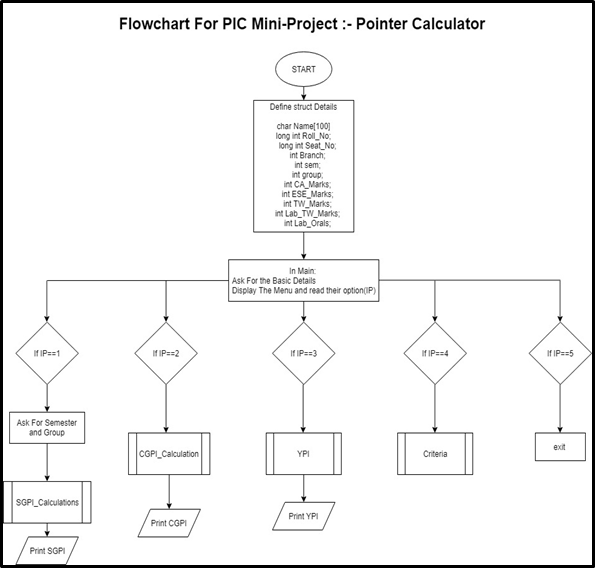 Flowchart For PIC Mini-Project :- Pointer Calculator
START
Define struct Details
char Name[100]
long int Roll_No;
long int Seat_No;
int Branch;
int sem;
int group;
int CA_Marks;
int ESE_Marks;
int TW_Marks;
int Lab_TW_Marks;
int Lab_Orals;
In Main:
Ask For the Basic Details
Display The Menu and read their option(IP)
If IP==1
If IP==2
If IP==3
If IP==4
If IP==5
Ask For Semester
and Group
CGPI_Calculation
YPI
Criteria
exit
SGPI_Calculations
Print CGPI
Print YPI
Print SGPI